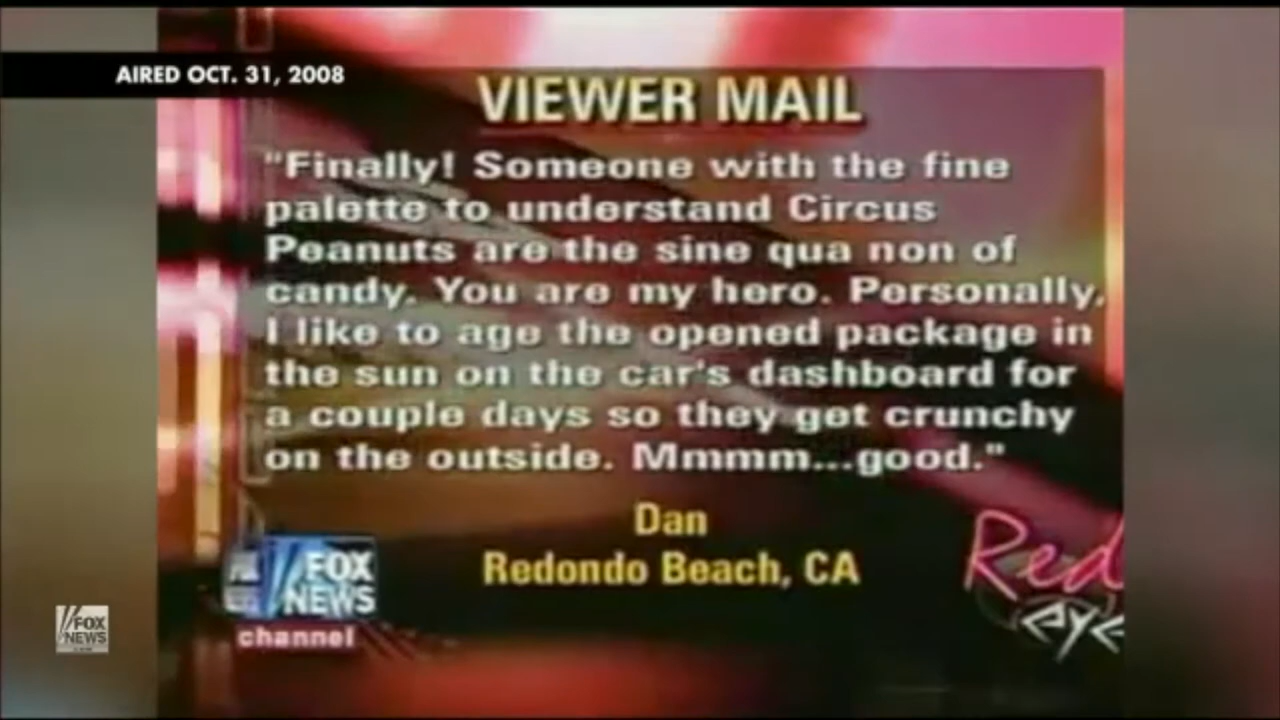 AIRED OCT. 31, 2008
VIEWER MAIL
"Finally! Someone with the fine
palette to understand Circus
Peanuts are the sine qua non of
candy. You are my hero. Personally,
I like to age the opened package in
the sun on the car's dashboard for
a couple days so they get crunchy
on the outside. Mmmm...good."
Dan
Redondo Beach, CA
FOX
NEWS
channel
Red
eye
FOX
NEWS